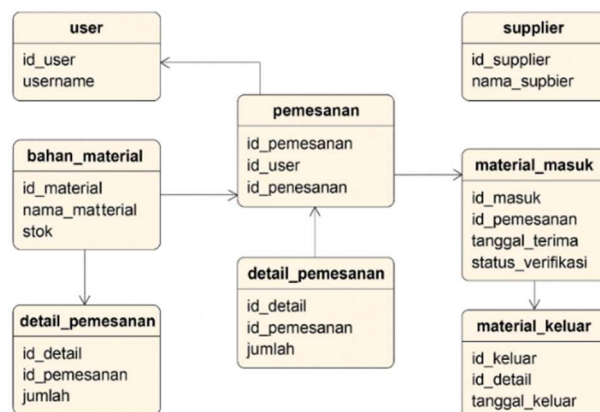 user
id_user
username
supplier
id_supplier
nama_supbier
pemesanan
id_pemesanan
id_user
id_penesanan
bahan_material
id_material
nama_matterial
stok
material_masuk
id_masuk
id_pemesanan
tanggal_terima
status_verifikasi
detail_pemesanan
id_detail
id_pemesanan
jumlah
detail_pemesanan
id_detail
id_pemesanan
jumlah
material_keluar
id_keluar
id_detail
tanggal_keluar